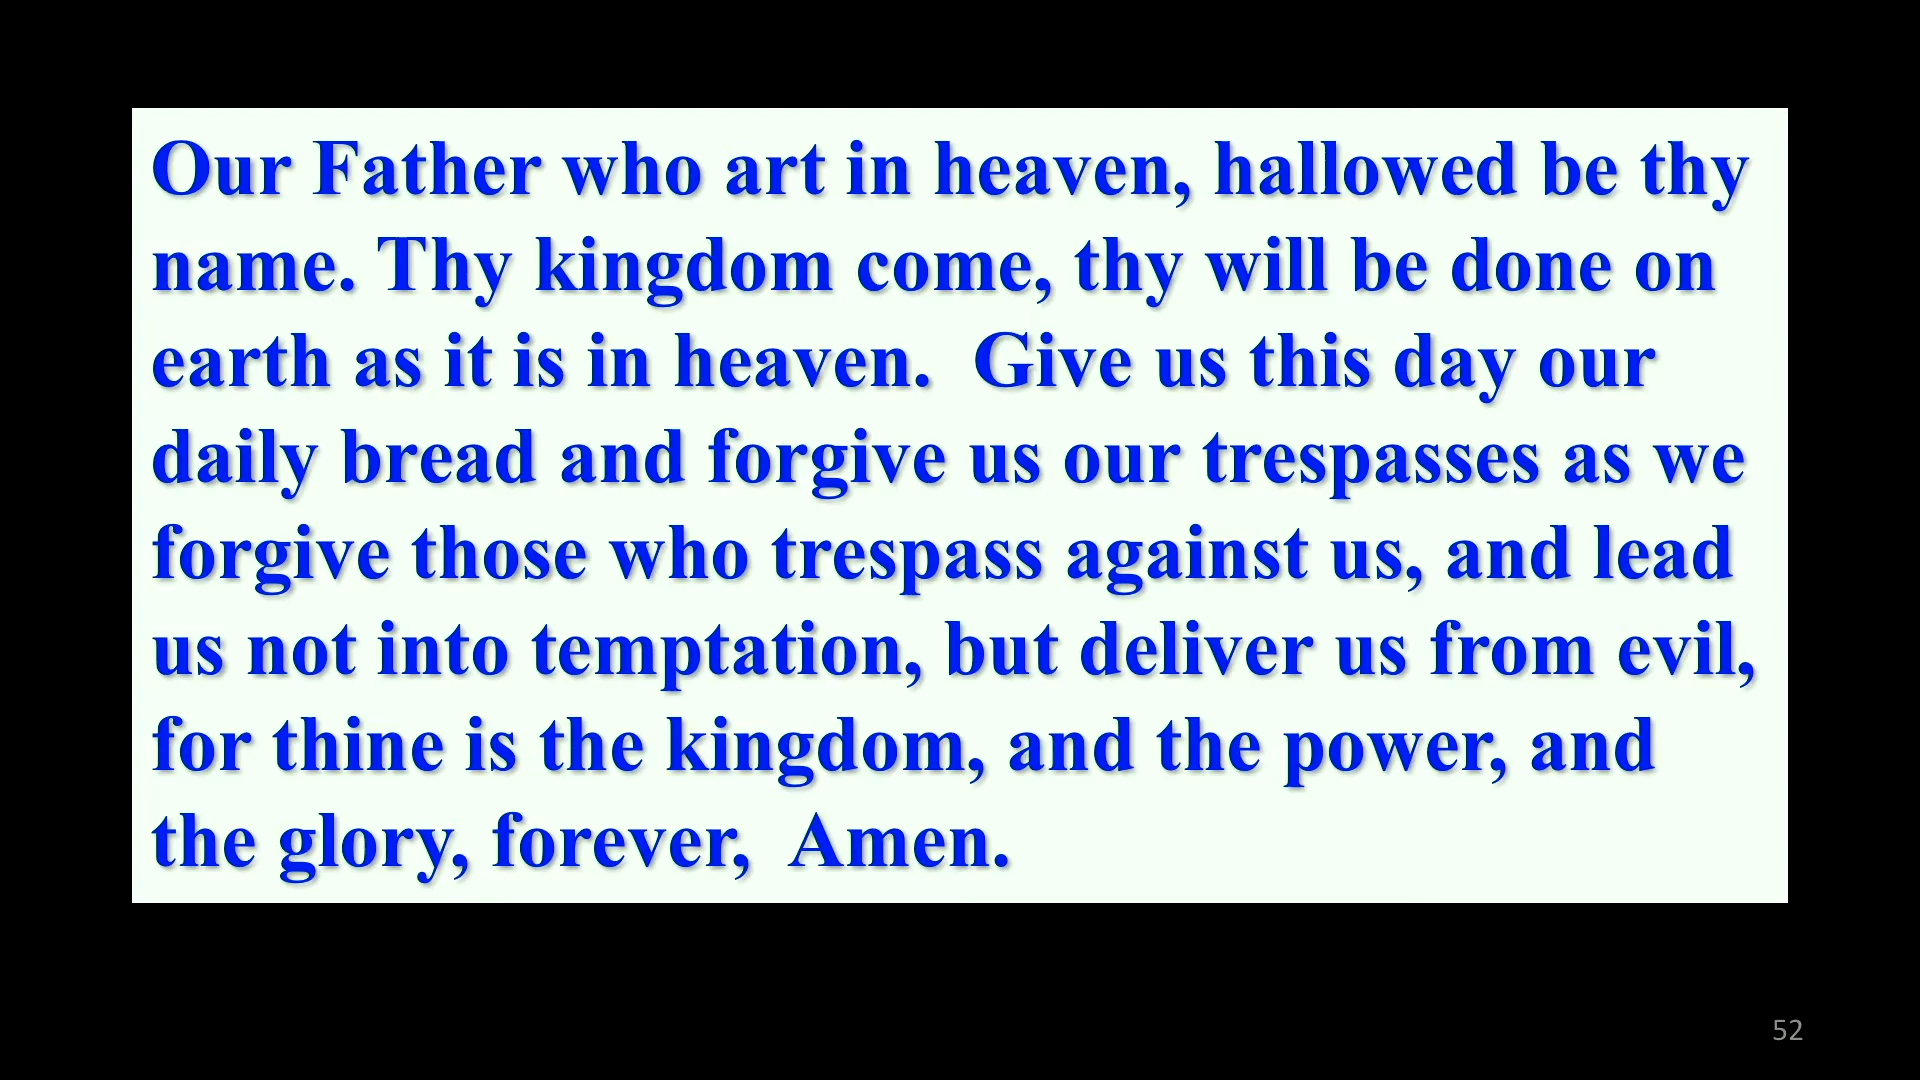 Our Father who art in heaven, hallowed be thy
name. Thy kingdom come, thy will be done on
earth as it is in heaven.  Give us this day our
daily bread and forgive us our trespasses as we
forgive those who trespass against us, and lead
us not into temptation, but deliver us from evil,
for thine is the kingdom, and the power, and
the glory, forever,  Amen.
52